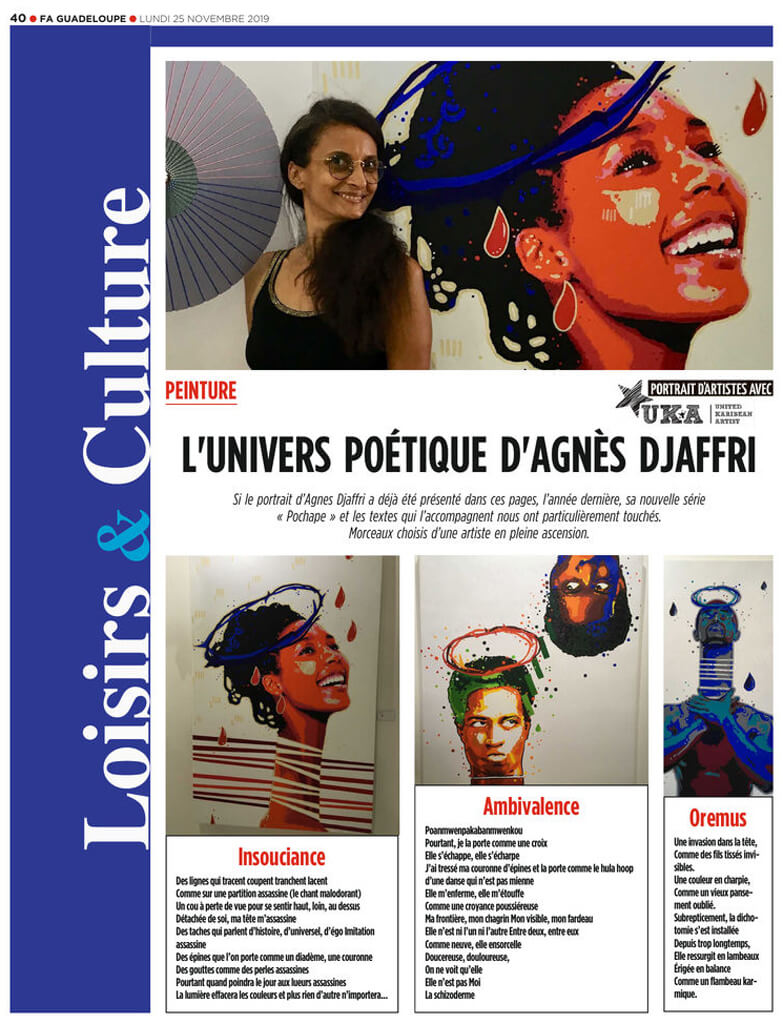 40 ● FA GUADELOUPE ● LUNDI 25 NOVEMBRE 2019
Loisirs & Culture
PEINTURE
PORTRAIT D'ARTISTES AVEC
UKA
UNITED
KARIBEAN
ARTIST
L'UNIVERS POÉTIQUE D'AGNÈS DJAFFRI
Si le portrait d'Agnes Djaffri a déjà été présenté dans ces pages, l'année dernière, sa nouvelle série
« Pochape » et les textes qui l'accompagnent nous ont particulièrement touchés.
Morceaux choisis d'une artiste en pleine ascension.
Insouciance
Des lignes qui tracent coupent tranchent lacent
Comme sur une partition assassine (le chant malodorant)
Un cou à perte de vue pour se sentir haut, loin, au dessus
Détachée de soi, ma tête m'assassine
Des taches qui parlent d'histoire, d'universel, d'égo Imitation
assassine
Des épines que l'on porte comme un diadème, une couronne
Des gouttes comme des perles assassines
Pourtant quand poindra le jour aux lueurs assassines
La lumière effacera les couleurs et plus rien d'autre n'importera...
Ambivalence
Poanmwenpakabanmwenkou
Pourtant, je la porte comme une croix
Elle s'échappe, elle s'écharpe
J'ai tressé ma couronne d'épines et la porte comme le hula hoop
d'une danse qui n'est pas mienne
Elle m'enferme, elle m'étouffe
Comme une croyance poussiéreuse
Ma frontière, mon chagrin Mon visible, mon fardeau
Elle n'est ni l'un ni l'autre Entre deux, entre eux
Comme neuve, elle ensorcelle
Doucereuse, douloureuse,
On ne voit qu'elle
Elle n'est pas Moi
La schizoderme
Oremus
Une invasion dans la tête,
Comme des fils tissés invi-
sibles.
Une couleur en charpie,
Comme un vieux panse-
ment oublié.
Subrepticement, la dicho-
tomie s'est installée
Depuis trop longtemps,
Elle ressurgit en lambeaux
Érigée en balance
Comme un flambeau kar-
mique.